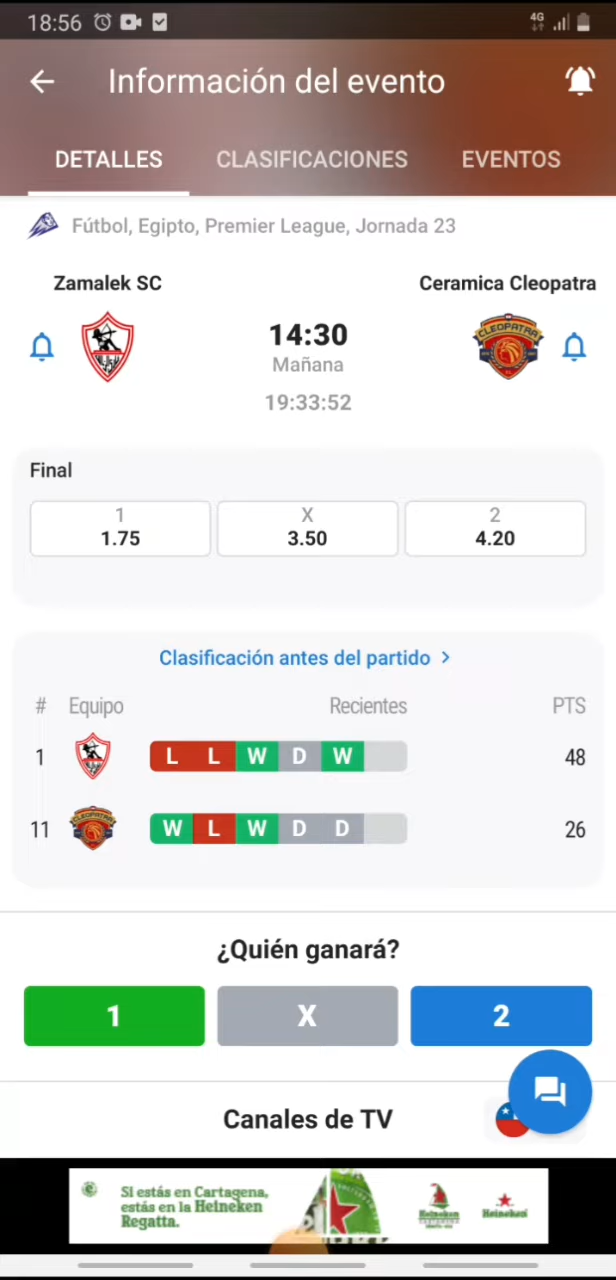 18:56
4G
Información del evento
DETALLES CLASIFICACIONES EVENTOS
Fútbol, Egipto, Premier League, Jornada 23
Zamalek SC Ceramica Cleopatra
CLEOPATRA
14:30
Mañana
19:33:52
Final
1 X 2
1.75 3.50 4.20
Clasificación antes del partido >
# Equipo Recientes PTS
1 L L W D W 48
11 CLEOPATRA W L W D D 26
¿Quién ganará?
1 X 2
Canales de TV
Si estás en Cartagena,
estás en la Heineken
Regatta.
Heineken
Heineken